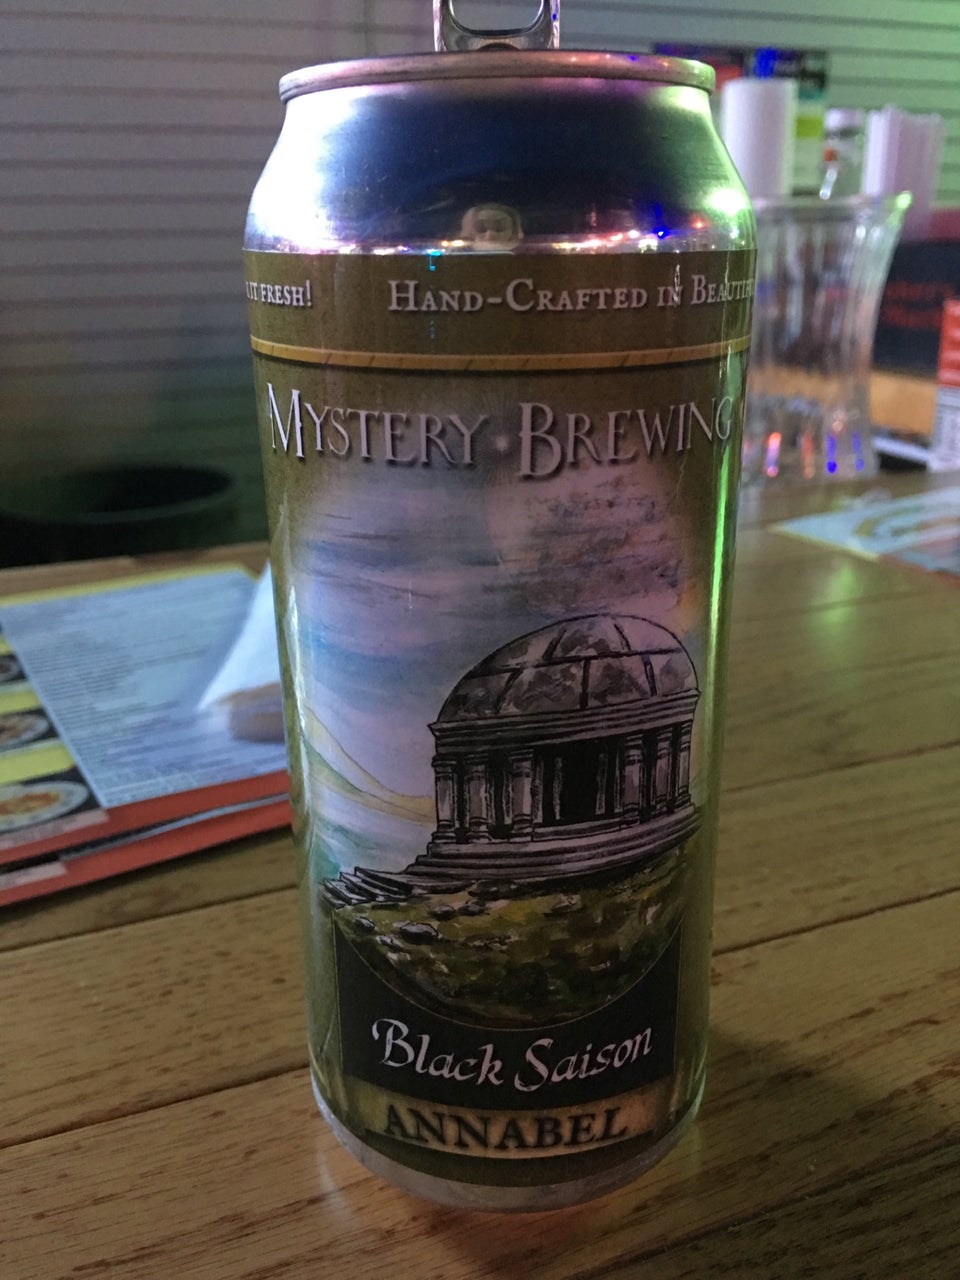 IT FRESH! HAND-CRAFTED IN
MYSTERY BREWING
Black Saison
ANNABEL